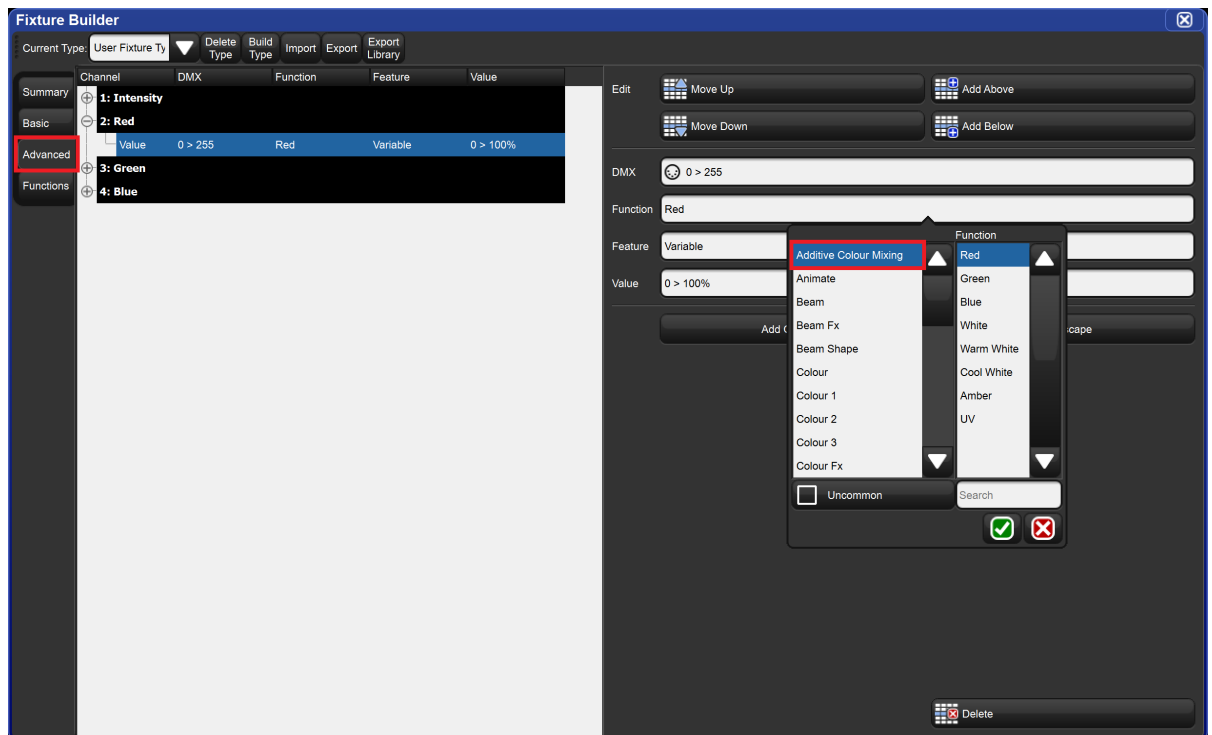 Fixture Builder
Current Type: User Fixture Ty Delete Type Build Type Import Export Export Library
Summary
Basic
Advanced
Functions
Channel DMX Function Feature Value
1: Intensity
2: Red
Value 0 > 255 Red Variable 0 > 100%
3: Green
4: Blue
Edit Move Up Add Above
Move Down Add Below
DMX 0 > 255
Function Red
Feature Variable
Value 0 > 100%
Add
Function
Additive Colour Mixing Red
Animate Green
Beam Blue
Beam Fx White
Beam Shape Warm White
Colour Cool White
Colour 1 Amber
Colour 2 UV
Colour 3
Colour Fx
Uncommon Search
Delete